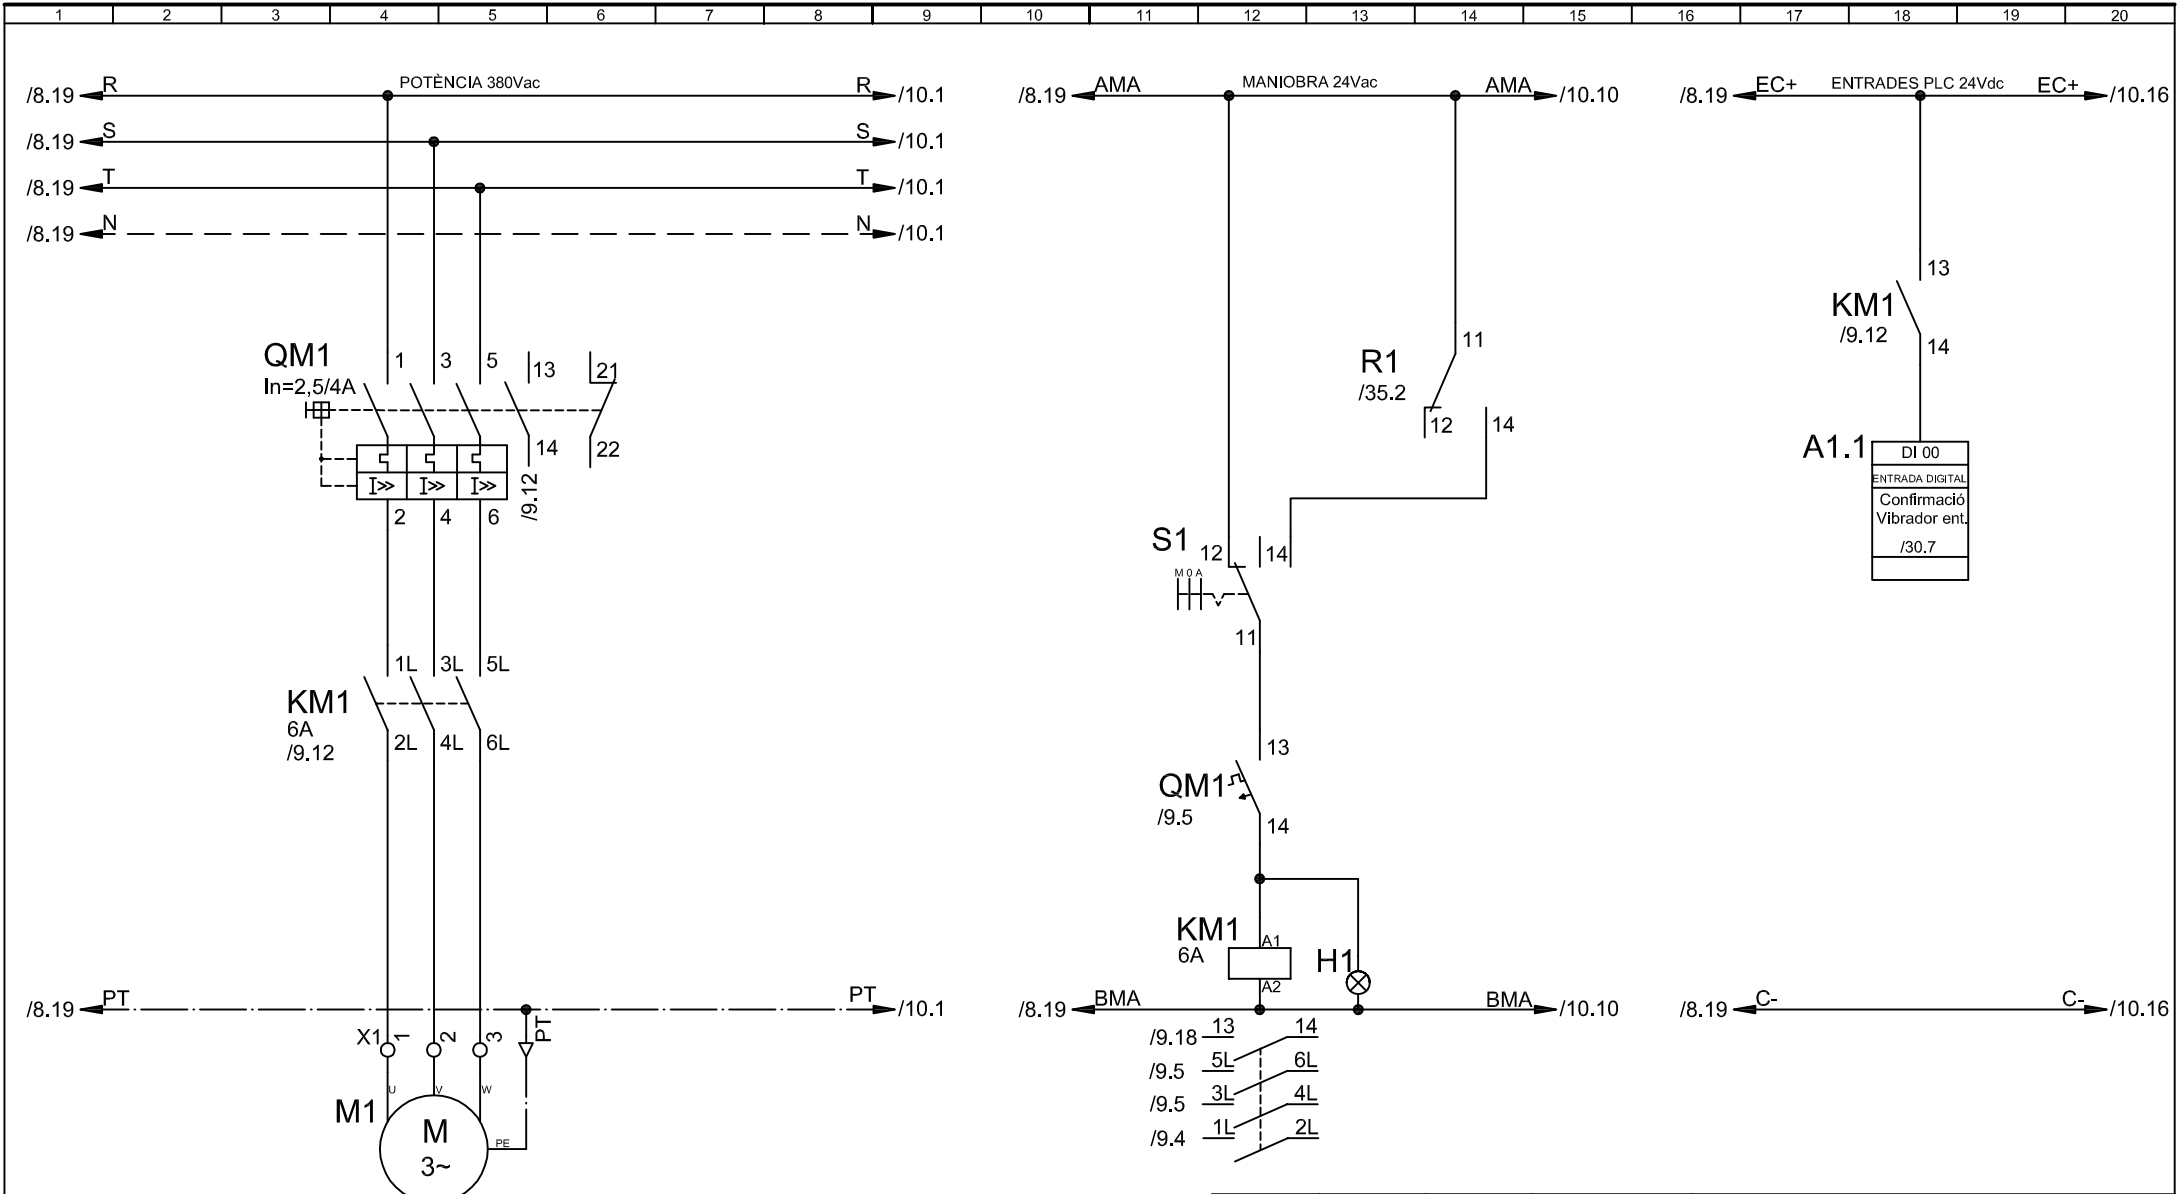 1 2 3 4 5 6 7 8 9 10 11 12 13 14 15 16 17 18 19 20
/8.19 R POTÈNCIA 380Vac R /10.1
/8.19 S S /10.1
/8.19 T T /10.1
/8.19 N N /10.1
QM1
In=2,5/4A
1 3 5 13 21
I>> I>> I>>
14 22
/9.12
2 4 6
1L 3L 5L
KM1
6A
/9.12
2L 4L 6L
/8.19 PT PT /10.1
X1 1 2 3 PT
U V W
M1
M
3~
PE
/8.19 AMA MANIOBRA 24Vac AMA /10.10
R1
/35.2
11
12 14
S1
12 14
M 0 A
11
13
QM1
/9.5
14
KM1
6A
A1
A2
H1
/8.19 BMA BMA /10.10
/9.18 13 14
/9.5 5L 6L
/9.5 3L 4L
/9.4 1L 2L
/8.19 EC+ ENTRADES PLC 24Vdc EC+ /10.16
13
KM1
/9.12
14
A1.1
DI 00
ENTRADA DIGITAL
Confirmació
Vibrador ent.
/30.7
/8.19 C- C- /10.16